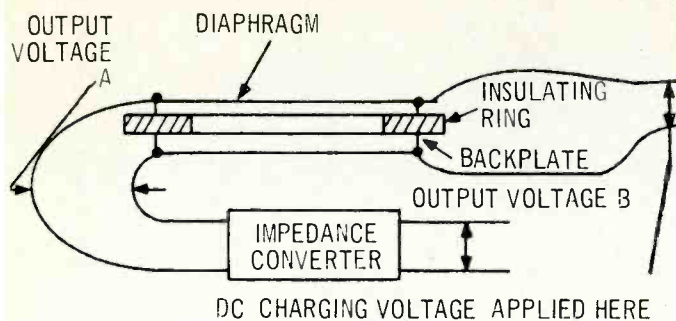 OUTPUT
VOLTAGE
A
DIAPHRAGM
INSULATING
RING
BACKPLATE
OUTPUT VOLTAGE B
IMPEDANCE
CONVERTER
DC CHARGING VOLTAGE APPLIED HERE